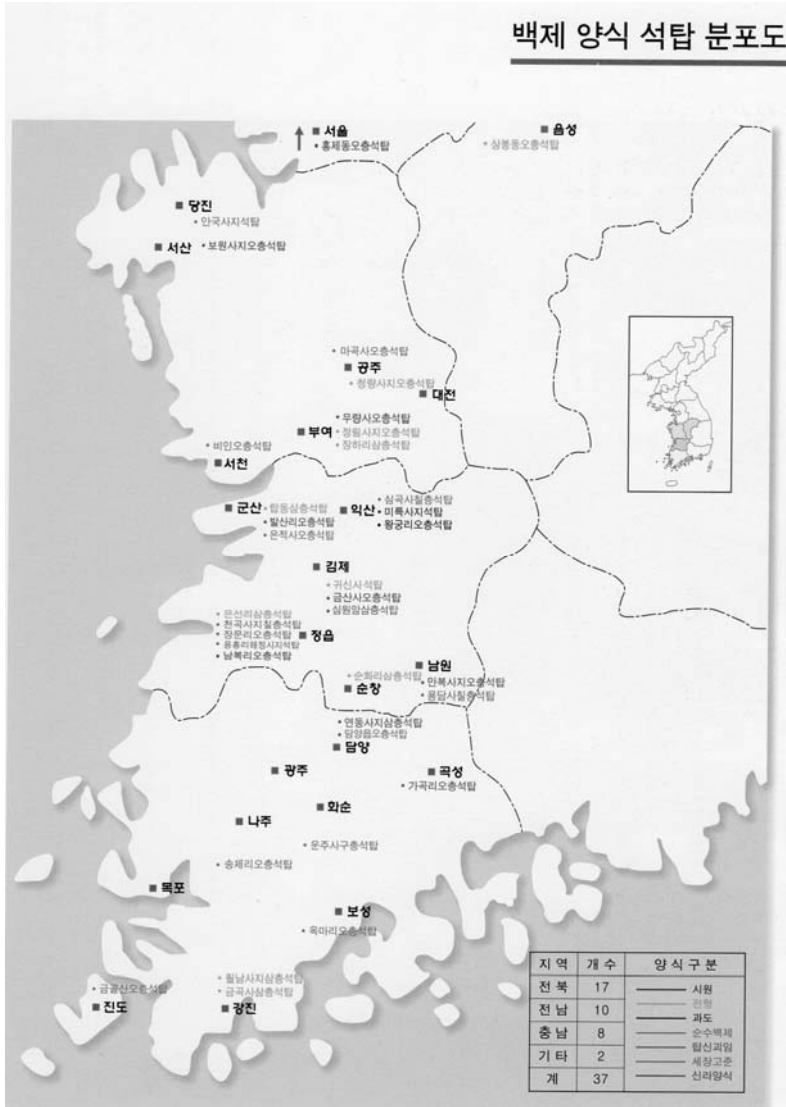 백제 양식 석탑 분포도
서울
홍제동오층석탑
음성
상봉동오층석탑
당진
안국사지석탑
서산
보원사지오층석탑
마곡사오층석탑
공주
청량사지오층석탑
대전
부여
무량사오층석탑
정림사지오층석탑
장하리삼층석탑
비인오층석탑
서천
군산
탑동삼층석탑
발산리오층석탑
은적사오층석탑
익산
심곡사칠층석탑
미륵사지석탑
왕궁리오층석탑
김제
귀신사석탑
금산사오층석탑
심원암삼층석탑
은선리삼층석탑
천곡사지칠층석탑
장문리오층석탑
남복리오층석탑
정읍
순화리삼층석탑
순창
남원
만복사지오층석탑
용담사칠층석탑
연동사지삼층석탑
담양읍오층석탑
담양
광주
곡성
가곡리오층석탑
화순
나주
운주사구층석탑
송제리오층석탑
목포
보성
옥마리오층석탑
금골산오층석탑
진도
월남사지삼층석탑
금곡사삼층석탑
강진
지역 개수 양식구분
전북 17
전남 10
충남 8
기타 2
계 37
시원
전형
과도
순수백제
탑신괴임
세장고준
신라양식